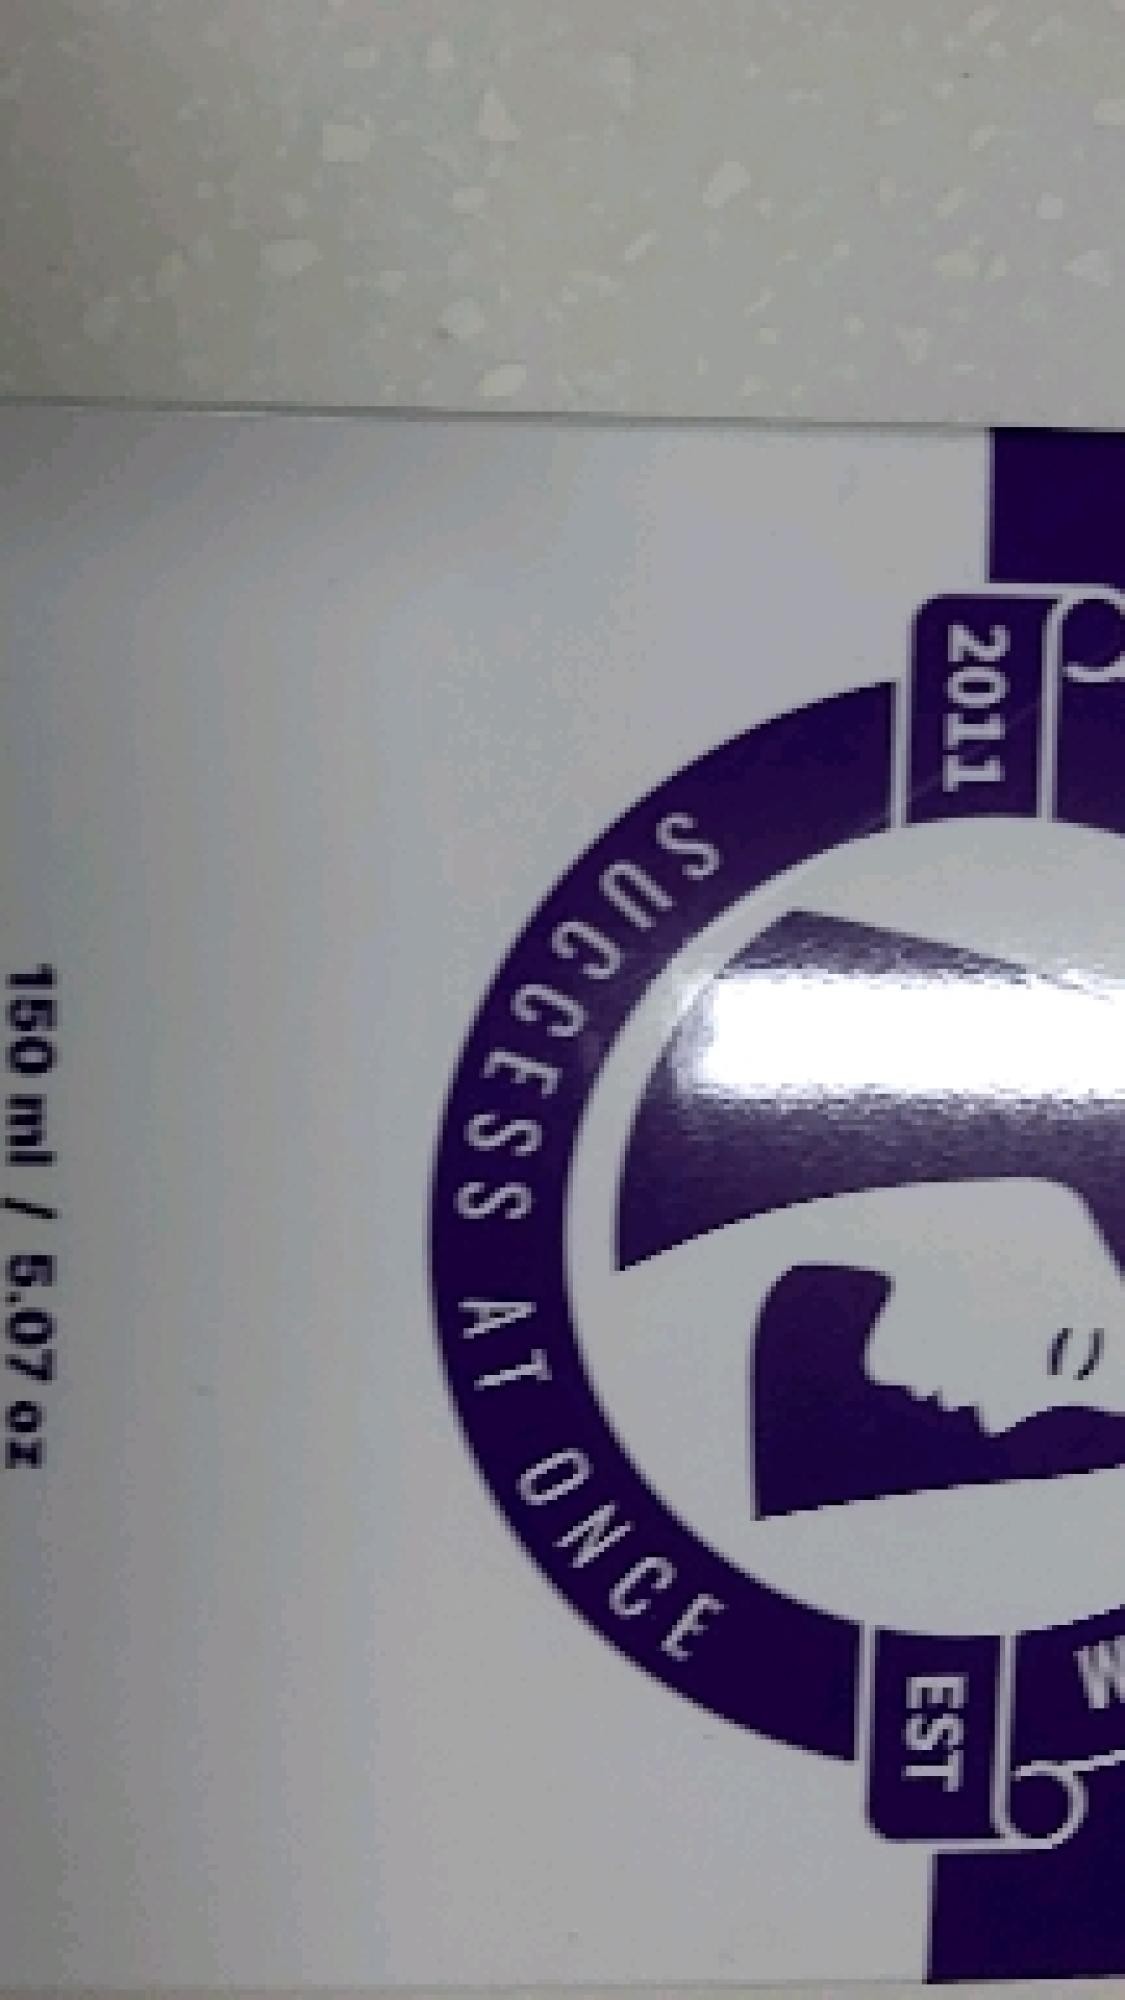 EST
2011
SUCCESS AT ONCE
150 ml / 5.07 oz